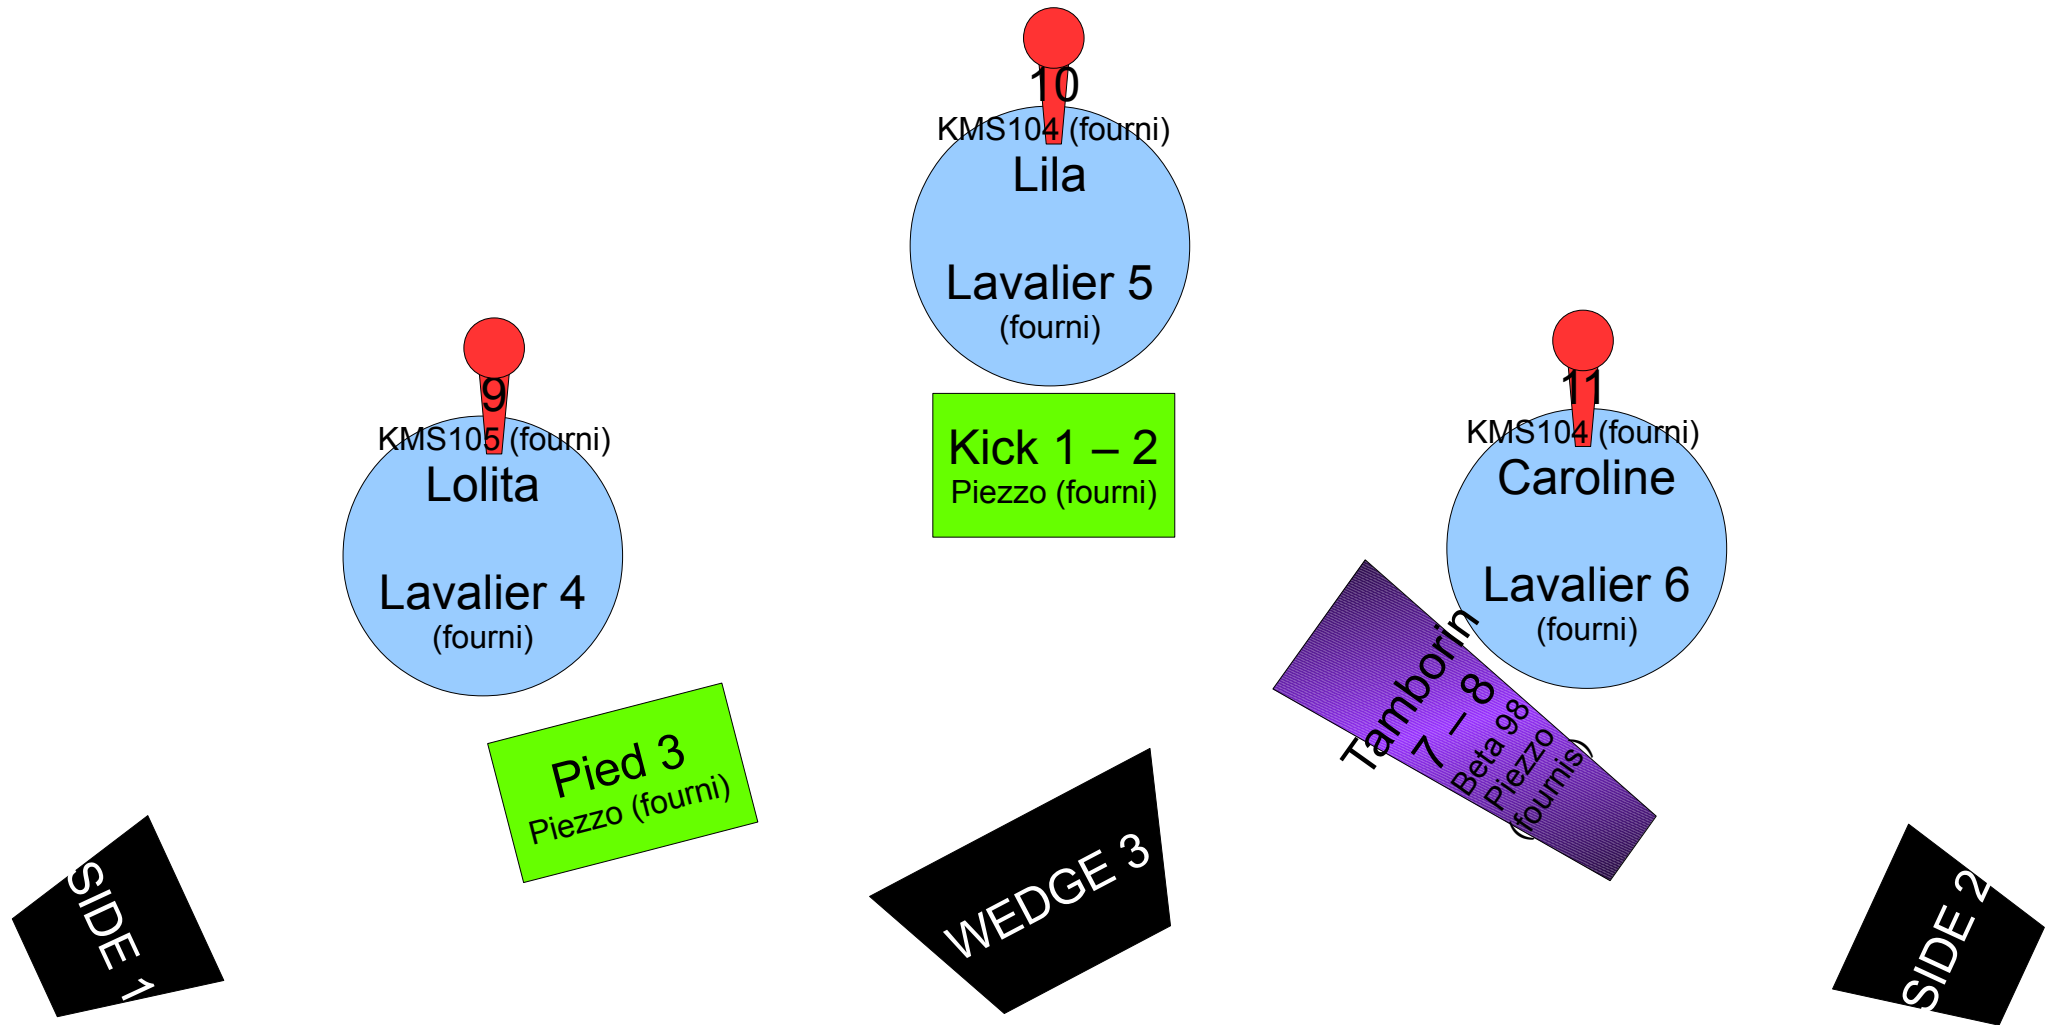 10
KMS104 (fourni)
Lila
Lavalier 5
(fourni)
9
KMS105 (fourni)
Lolita
Lavalier 4
(fourni)
Kick 1 – 2
Piezzo (fourni)
11
KMS104 (fourni)
Caroline
Lavalier 6
(fourni)
Pied 3
Piezzo (fourni)
Tamborin
7 – 8
Beta 98
Piezzo
(fournis)
SIDE 1
WEDGE 3
SIDE 2